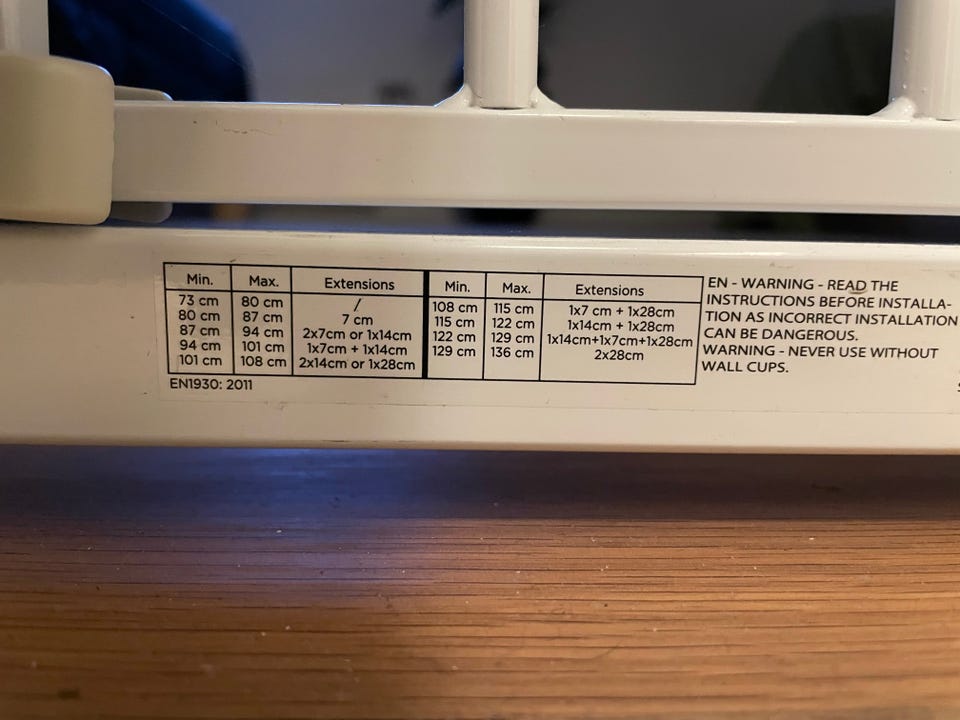 Min. Max. Extensions Min. Max. Extensions
73 cm 80 cm / 108 cm 115 cm 1x7 cm + 1x28cm
80 cm 87 cm 7 cm 115 cm 122 cm 1x14cm + 1x28cm
87 cm 94 cm 2x7cm or 1x14cm 122 cm 129 cm 1x14cm+1x7cm+1x28cm
94 cm 101 cm 1x7cm + 1x14cm 129 cm 136 cm 2x28cm
101 cm 108 cm 2x14cm or 1x28cm
EN1930: 2011
EN - WARNING - READ THE
INSTRUCTIONS BEFORE INSTALLA-
TION AS INCORRECT INSTALLATION
CAN BE DANGEROUS.
WARNING - NEVER USE WITHOUT
WALL CUPS.